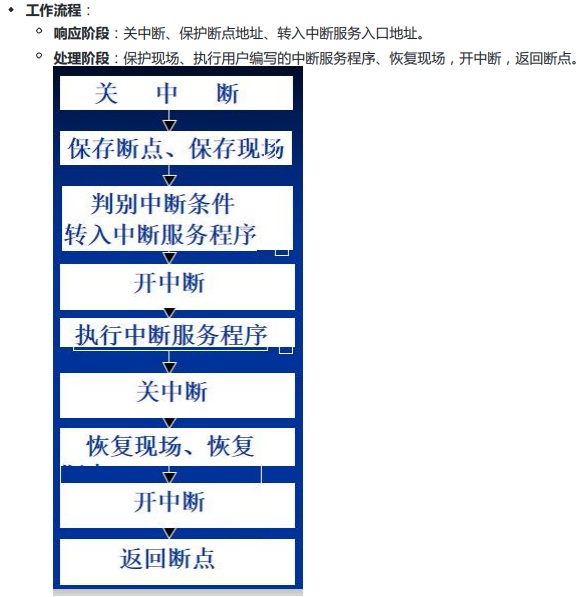 工作流程：
响应阶段：关中断、保护断点地址、转入中断服务入口地址。
处理阶段：保护现场、执行用户编写的中断服务程序、恢复现场，开中断，返回断点。
关 中 断
保存断点、保存现场
判别中断条件
转入中断服务程序
开中断
执行中断服务程序
关中断
恢复现场、恢复
开中断
返回断点